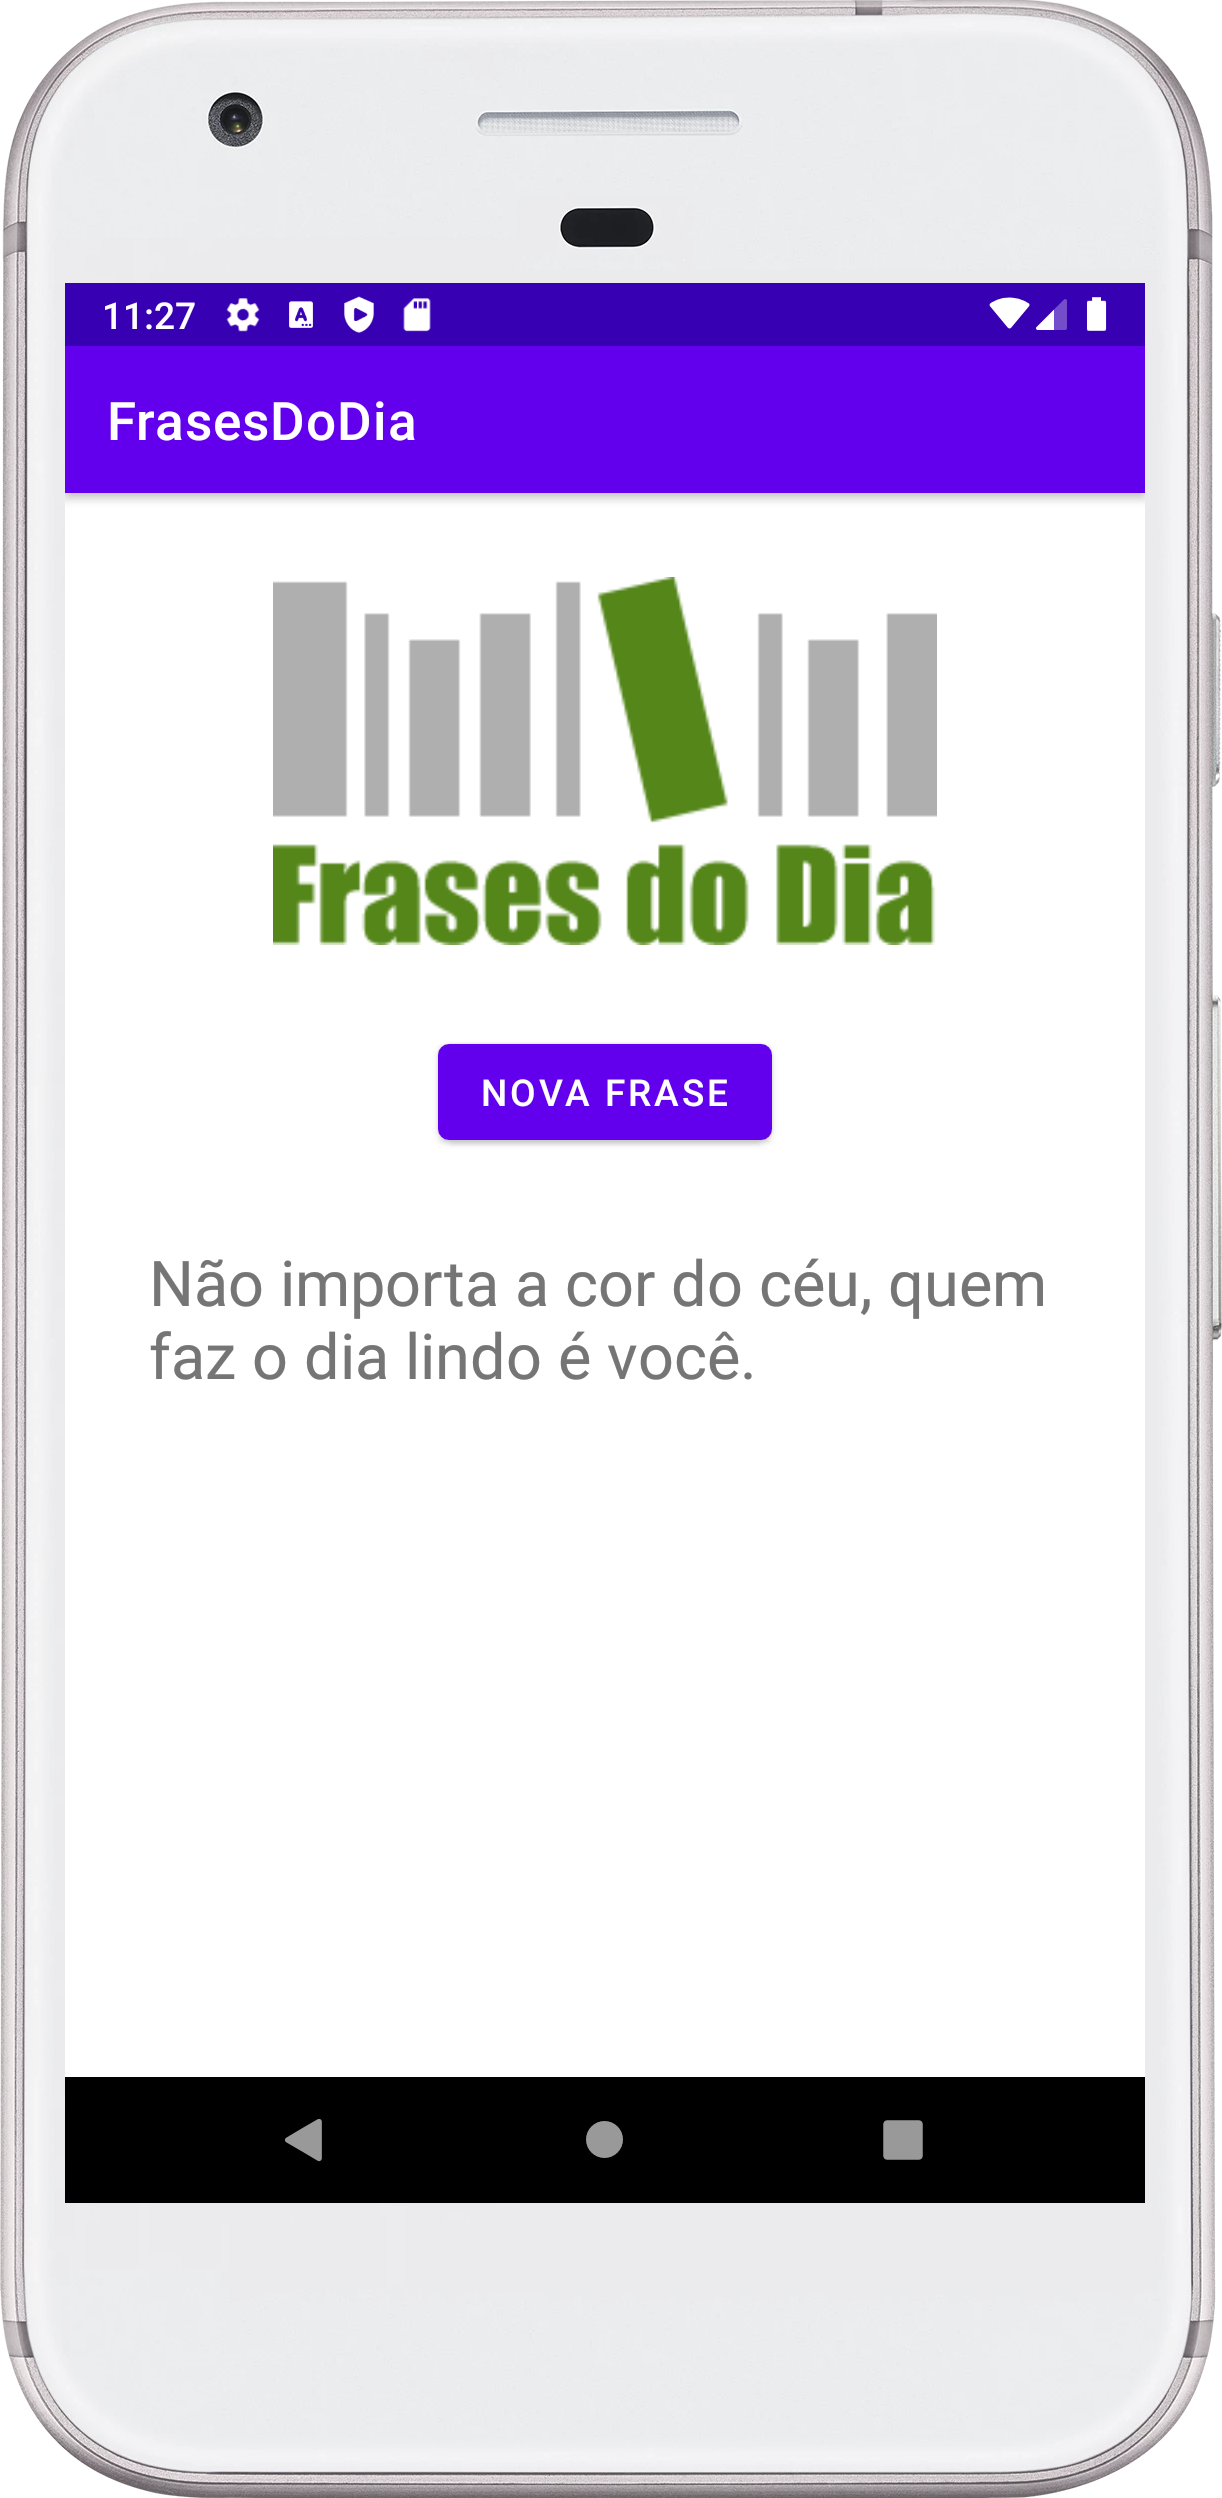 11:27
FrasesDoDia
Frases do Dia
NOVA FRASE
Não importa a cor do céu, quem
faz o dia lindo é você.